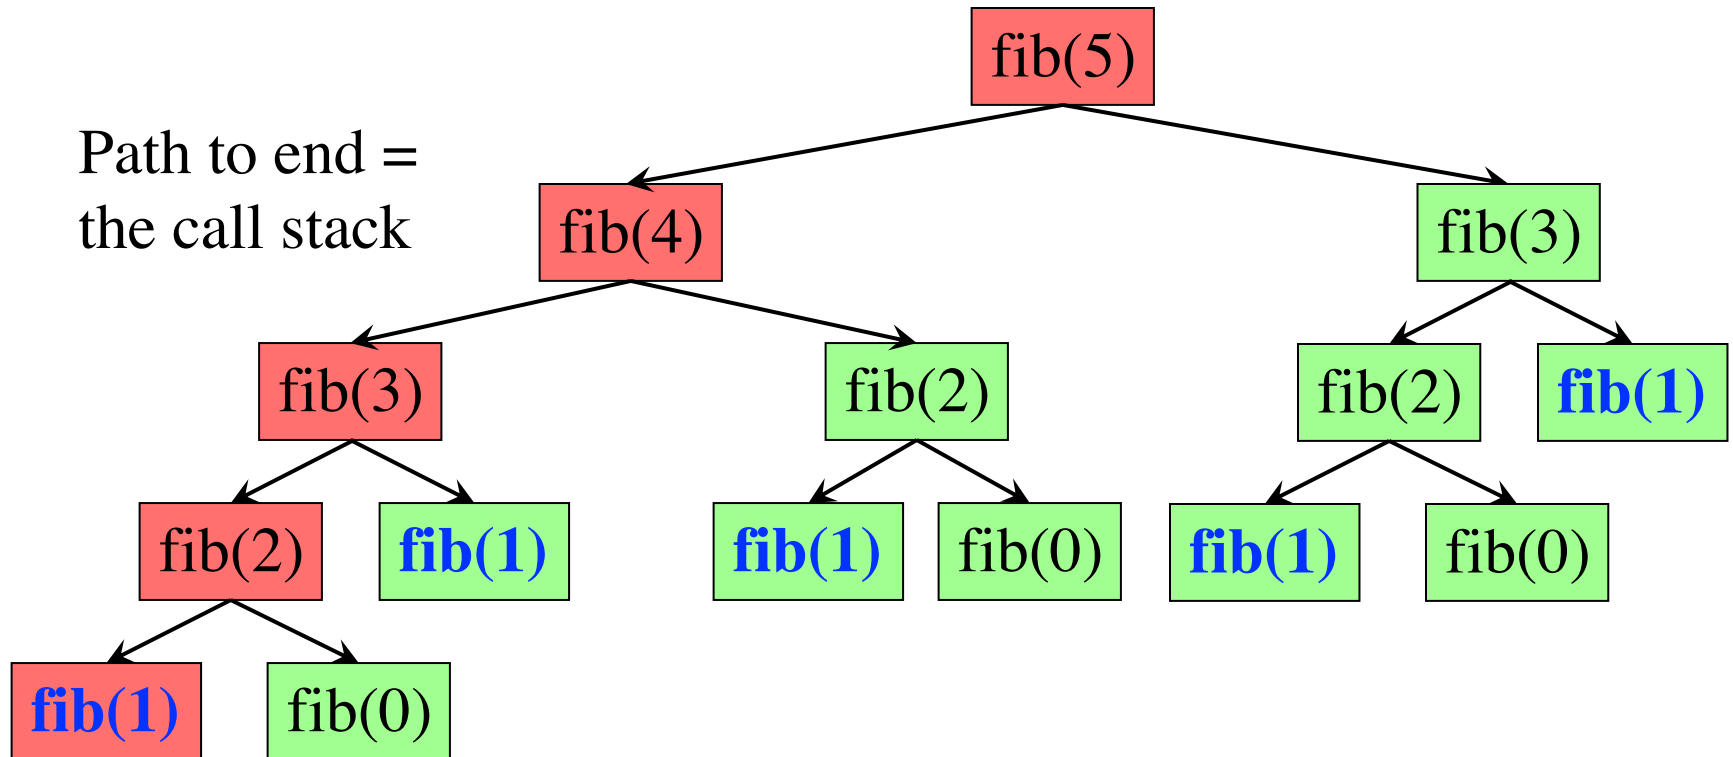 fib(5)
Path to end =
the call stack
fib(4)
fib(3)
fib(3)
fib(2)
fib(2)
fib(1)
fib(2)
fib(1)
fib(1)
fib(0)
fib(1)
fib(0)
fib(1)
fib(0)